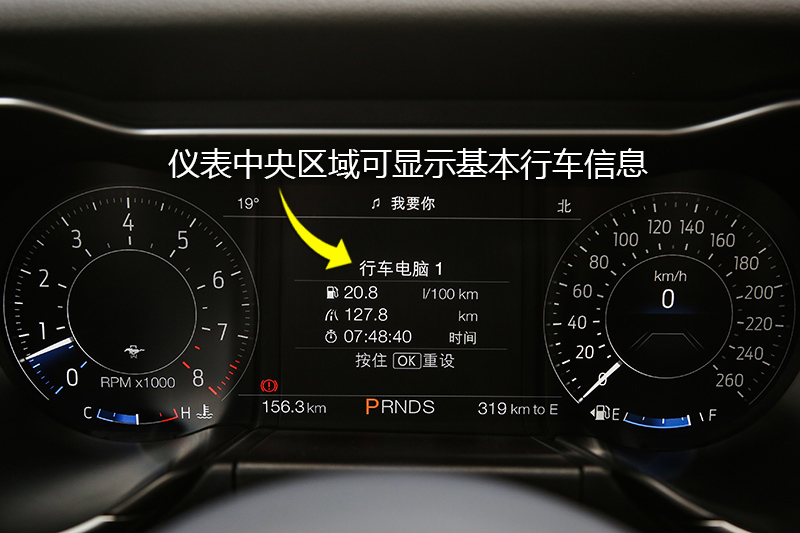 仪表中央区域可显示基本行车信息
19° ♫ 我要你 北
行车电脑 1
20.8 l/100 km
127.8 km
07:48:40 时间
按住 OK 重设
156.3 km PRNDS 319 km to E
0 1 2 3 4 5 6 7 8
RPM x1000
C H
0 20 40 60 80 100 120 140 160 180 200 220 240 260
km/h
0
E F